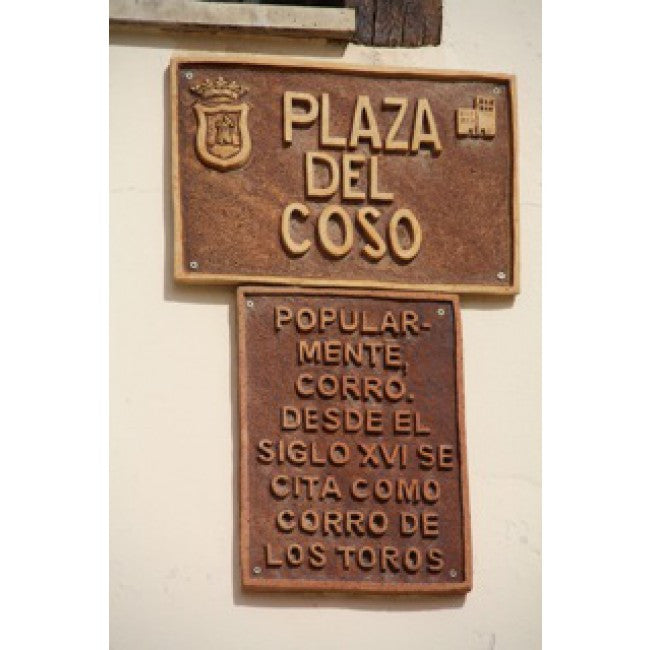 PLAZA
DEL
COSO
POPULAR-
MENTE,
CORRO.
DESDE EL
SIGLO XVI SE
CITA COMO
CORRO DE
LOS TOROS